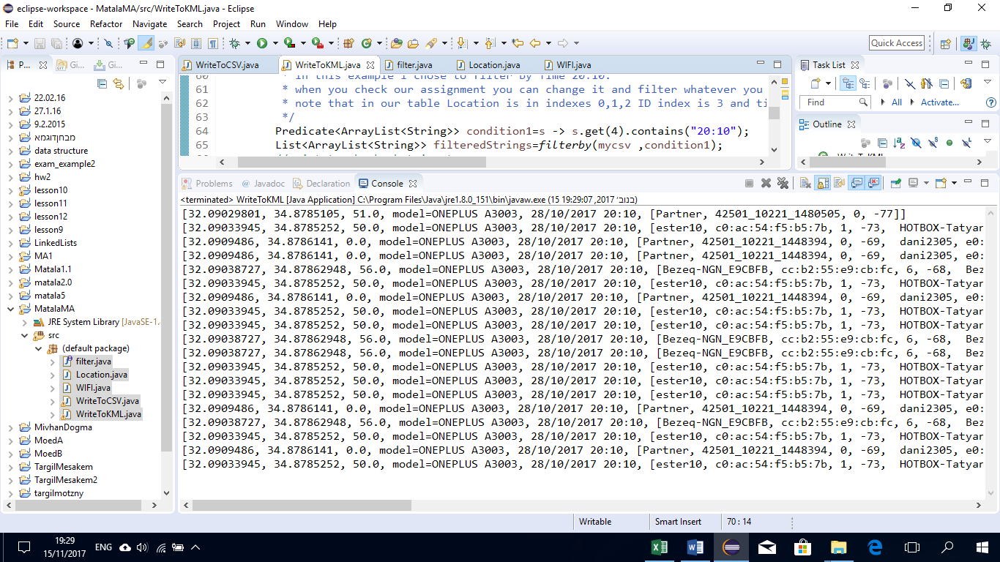 eclipse-workspace - MatalaMA/src/WriteToKML.java - Eclipse
File Edit Source Refactor Navigate Search Project Run Window Help
Quick Access
P... Gi... Gi...
22.02.16
27.1.16
9.2.2015
מבחןדוגמא
data structure
exam_example2
hw2
lesson10
lesson11
lesson12
lesson9
LinkedLists
MA1
Matala1.1
matala2.0
matala5
MatalaMA
JRE System Library [JavaSE-1.
src
(default package)
filter.java
Location.java
WIFI.java
WriteToCSV.java
WriteToKML.java
MivhanDogma
MoedA
MoedB
TargilMesakem
TargilMesakem2
targilmotzny
WriteToCSV.java WriteToKML.java filter.java Location.java WIFI.java
60 * in this example i chose to filter by Time 20:10.
61 * when you check our assignment you can change it and filter whatever you
62 * note that in our table Location is in indexes 0,1,2 ID index is 3 and ti
63 */
64 Predicate<ArrayList<String>> condition1=s -> s.get(4).contains("20:10");
65 List<ArrayList<String>> filteredStrings=filterby(mycsv ,condition1);
Task List
Find All Activate...
Outline
WriteToKML
Problems @ Javadoc Declaration Console
<terminated> WriteToKML [Java Application] C:\Program Files\Java\jre1.8.0_151\bin\javaw.exe (15 בנוב׳ 2017, 19:29:07)
[32.09029801, 34.8785105, 51.0, model=ONEPLUS A3003, 28/10/2017 20:10, [Partner, 42501_10221_1480505, 0, -77]]
[32.09033945, 34.8785252, 50.0, model=ONEPLUS A3003, 28/10/2017 20:10, [ester10, c0:ac:54:f5:b5:7b, 1, -73, HOTBOX-Tatyar
[32.0909486, 34.8786141, 0.0, model=ONEPLUS A3003, 28/10/2017 20:10, [Partner, 42501_10221_1448394, 0, -69, dani2305, e0:
[32.0909486, 34.8786141, 0.0, model=ONEPLUS A3003, 28/10/2017 20:10, [Partner, 42501_10221_1448394, 0, -69, dani2305, e0:
[32.09038727, 34.87862948, 56.0, model=ONEPLUS A3003, 28/10/2017 20:10, [Bezeq-NGN_E9CBFB, cc:b2:55:e9:cb:fc, 6, -68, Bez
[32.09033945, 34.8785252, 50.0, model=ONEPLUS A3003, 28/10/2017 20:10, [ester10, c0:ac:54:f5:b5:7b, 1, -73, HOTBOX-Tatyar
[32.0909486, 34.8786141, 0.0, model=ONEPLUS A3003, 28/10/2017 20:10, [Partner, 42501_10221_1448394, 0, -69, dani2305, e0:
[32.09033945, 34.8785252, 50.0, model=ONEPLUS A3003, 28/10/2017 20:10, [ester10, c0:ac:54:f5:b5:7b, 1, -73, HOTBOX-Tatyar
[32.09033945, 34.8785252, 50.0, model=ONEPLUS A3003, 28/10/2017 20:10, [ester10, c0:ac:54:f5:b5:7b, 1, -73, HOTBOX-Tatyar
[32.09038727, 34.87862948, 56.0, model=ONEPLUS A3003, 28/10/2017 20:10, [Bezeq-NGN_E9CBFB, cc:b2:55:e9:cb:fc, 6, -68, Bez
[32.09038727, 34.87862948, 56.0, model=ONEPLUS A3003, 28/10/2017 20:10, [Bezeq-NGN_E9CBFB, cc:b2:55:e9:cb:fc, 6, -68, Bez
[32.09033945, 34.8785252, 50.0, model=ONEPLUS A3003, 28/10/2017 20:10, [ester10, c0:ac:54:f5:b5:7b, 1, -73, HOTBOX-Tatyar
[32.09033945, 34.8785252, 50.0, model=ONEPLUS A3003, 28/10/2017 20:10, [ester10, c0:ac:54:f5:b5:7b, 1, -73, HOTBOX-Tatyar
[32.09033945, 34.8785252, 50.0, model=ONEPLUS A3003, 28/10/2017 20:10, [ester10, c0:ac:54:f5:b5:7b, 1, -73, HOTBOX-Tatyar
[32.0909486, 34.8786141, 0.0, model=ONEPLUS A3003, 28/10/2017 20:10, [Partner, 42501_10221_1448394, 0, -69, dani2305, e0:
[32.09038727, 34.87862948, 56.0, model=ONEPLUS A3003, 28/10/2017 20:10, [Bezeq-NGN_E9CBFB, cc:b2:55:e9:cb:fc, 6, -68, Bez
[32.09033945, 34.8785252, 50.0, model=ONEPLUS A3003, 28/10/2017 20:10, [ester10, c0:ac:54:f5:b5:7b, 1, -73, HOTBOX-Tatyar
[32.0909486, 34.8786141, 0.0, model=ONEPLUS A3003, 28/10/2017 20:10, [Partner, 42501_10221_1448394, 0, -69, dani2305, e0:
[32.09033945, 34.8785252, 50.0, model=ONEPLUS A3003, 28/10/2017 20:10, [ester10, c0:ac:54:f5:b5:7b, 1, -73, HOTBOX-Tatyar
Writable Smart Insert 70 : 14
19:29
15/11/2017
ENG